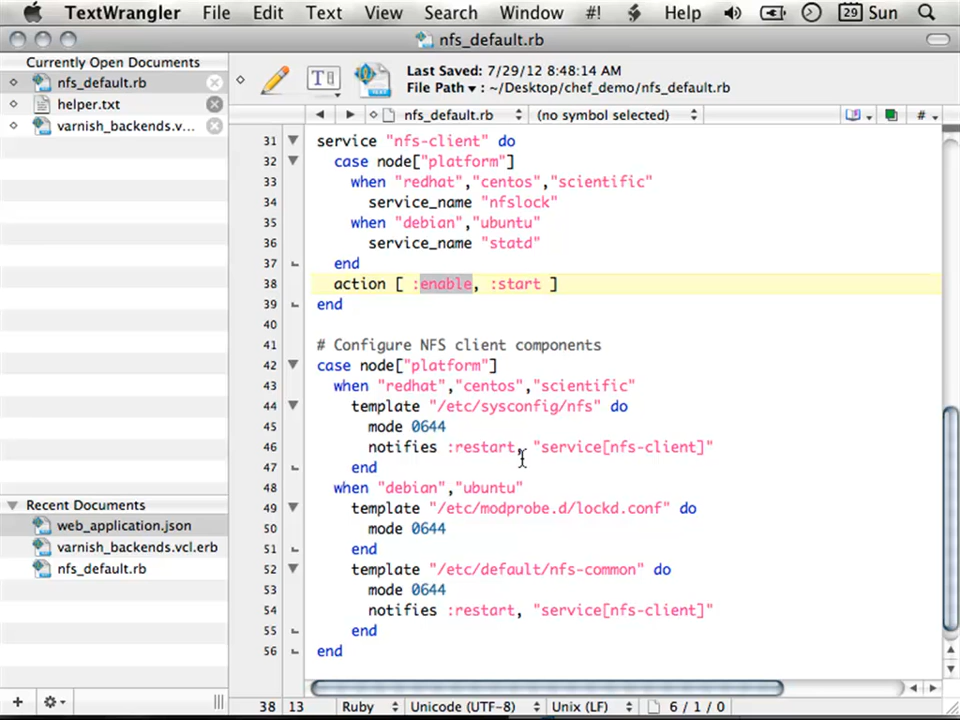 TextWrangler File Edit Text View Search Window #! Help 29 Sun
nfs_default.rb
Currently Open Documents
nfs_default.rb
helper.txt
varnish_backends.v...
T
Last Saved: 7/29/12 8:48:14 AM
File Path ▾ : ~/Desktop/chef_demo/nfs_default.rb
nfs_default.rb (no symbol selected) #
31 service "nfs-client" do
32 case node["platform"]
33 when "redhat","centos","scientific"
34 service_name "nfslock"
35 when "debian","ubuntu"
36 service_name "statd"
37 end
38 action [ :enable, :start ]
39 end
40
41 # Configure NFS client components
42 case node["platform"]
43 when "redhat","centos","scientific"
44 template "/etc/sysconfig/nfs" do
45 mode 0644
46 notifies :restart, "service[nfs-client]"
47 end
48 when "debian","ubuntu"
49 template "/etc/modprobe.d/lockd.conf" do
50 mode 0644
51 end
52 template "/etc/default/nfs-common" do
53 mode 0644
54 notifies :restart, "service[nfs-client]"
55 end
56 end
Recent Documents
web_application.json
varnish_backends.vcl.erb
nfs_default.rb
38 13 Ruby Unicode (UTF-8) Unix (LF) 6 / 1 / 0